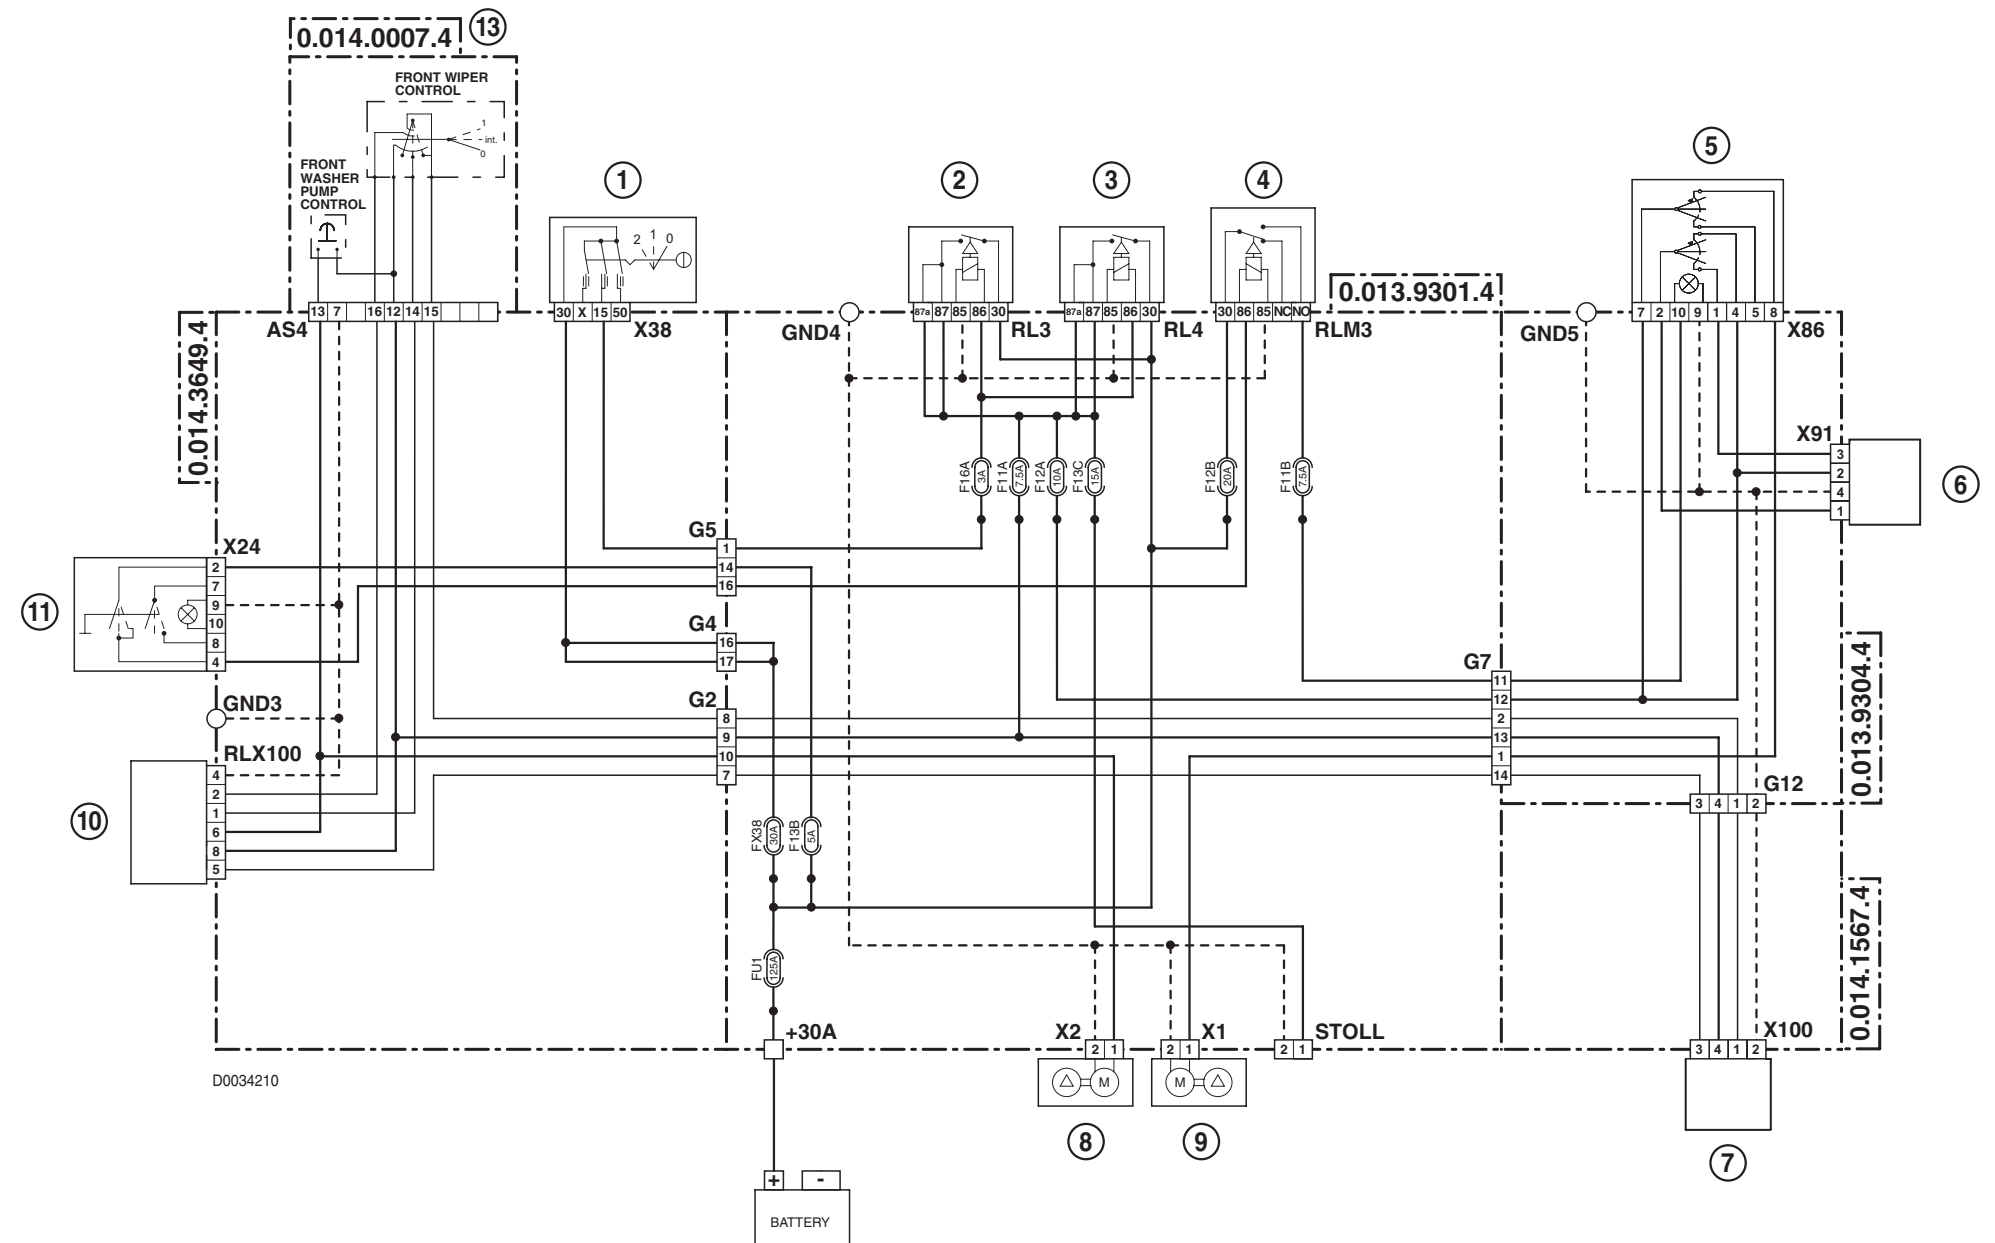 0.014.0007.4
13
FRONT WIPER
CONTROL
1
int.
0
FRONT
WASHER
PUMP
CONTROL
13 7 16 12 14 15
AS4
0.014.3649.4
1
2 1 0
30 X 15 50
X38
2
87a 87 85 86 30
RL3
3
87a 87 85 86 30
RL4
4
30 86 85 NC NO
RLM3
0.013.9301.4
GND4
5
7 2 10 9 1 4 5 8
X86
GND5
X91
3
2
4
1
6
F16A 3A
F11A 7.5A
F12A 10A
F13C 15A
F12B 20A
F11B 7.5A
X24
2
7
9
10
8
4
11
G5
1
14
16
G4
16
17
G2
8
9
10
7
GND3
RLX100
4
2
1
6
8
5
10
G7
11
12
2
13
1
14
0.013.9304.4
G12
3 4 1 2
FX38 30A
F13B 5A
FU1 125A
0.014.1567.4
+30A
X2
2 1
M
8
X1
2 1
M
9
STOLL
2 1
X100
3 4 1 2
7
D0034210
+ -
BATTERY